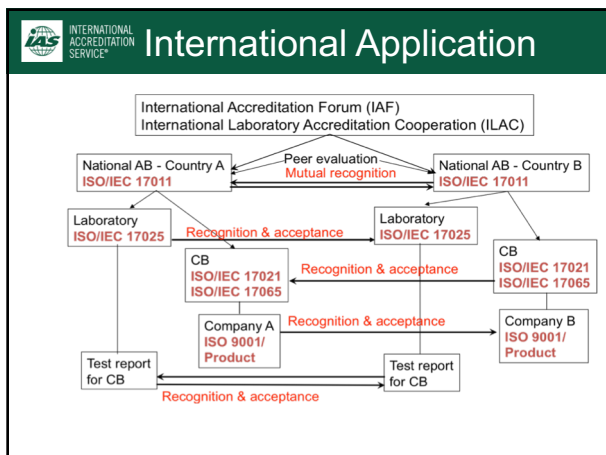 IAS
INTERNATIONAL
ACCREDITATION
SERVICE®
International Application
International Accreditation Forum (IAF)
International Laboratory Accreditation Cooperation (ILAC)
National AB - Country A
ISO/IEC 17011
Peer evaluation
Mutual recognition
National AB - Country B
ISO/IEC 17011
Laboratory
ISO/IEC 17025
Recognition & acceptance
Laboratory
ISO/IEC 17025
CB
ISO/IEC 17021
ISO/IEC 17065
Recognition & acceptance
CB
ISO/IEC 17021
ISO/IEC 17065
Company A
ISO 9001/
Product
Recognition & acceptance
Company B
ISO 9001/
Product
Test report
for CB
Test report
for CB
Recognition & acceptance